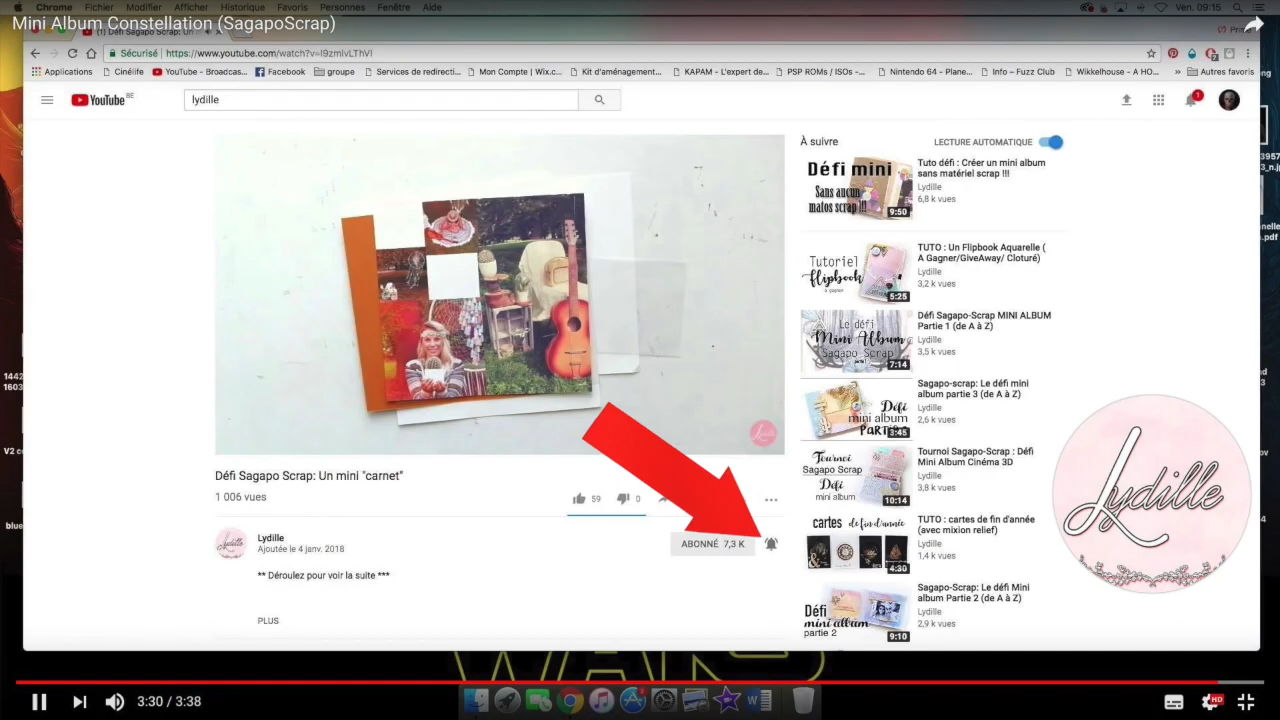 Chrome Fichier Modifier Afficher Historique Favoris Personnes Fenêtre Aide
Ven. 09:15
Mini Album Constellation (SagapoScrap)
(1) Défi Sagapo Scrap: Un
Sécurisé | https://www.youtube.com/watch?v=I9zmIvLThVI
Applications
Cinélife
YouTube - Broadcas...
Facebook
groupe
Services de redirecti...
Mon Compte | Wix.c...
Kit d'aménagement...
KAPAM - L'expert de...
PSP ROMs / ISOs -...
Nintendo 64 - Plane...
Info – Fuzz Club
Wikkelhouse - A HO...
» Autres favoris
YouTube BE
lydille
1
À suivre
LECTURE AUTOMATIQUE
Défi mini
Sans aucun
matos scrap !!!
9:50
Tuto défi : Créer un mini album
sans matériel scrap !!!
Lydille
6,8 k vues
Tutoriel
flipbook
5:25
TUTO : Un Flipbook Aquarelle (
A Gagner/GiveAway/ Cloturé)
Lydille
3,2 k vues
Le défi
Mini Album
Sagapo Scrap
7:14
Défi Sagapo-Scrap MINI ALBUM
Partie 1 (de A à Z)
Lydille
3,5 k vues
Défi
mini album
PARTIE
3:45
Sagapo-scrap: Le défi mini
album partie 3 (de A à Z)
Lydille
2,6 k vues
Tournoi
Sagapo Scrap
Défi
mini album
10:14
Tournoi Sagapo-Scrap : Défi
Mini Album Cinéma 3D
Lydille
3,8 k vues
cartes de fin d'année
4:30
TUTO : cartes de fin d'année
(avec mixion relief)
Lydille
1,4 k vues
Défi
mini album
partie 2
9:10
Sagapo-Scrap: Le défi Mini
album Partie 2 (de A à Z)
Lydille
2,9 k vues
Défi Sagapo Scrap: Un mini "carnet"
1 006 vues
59
0
Lydille
Ajoutée le 4 janv. 2018
ABONNÉ 7,3 K
** Déroulez pour voir la suite ***
PLUS
Lydille
3:30 / 3:38
HD